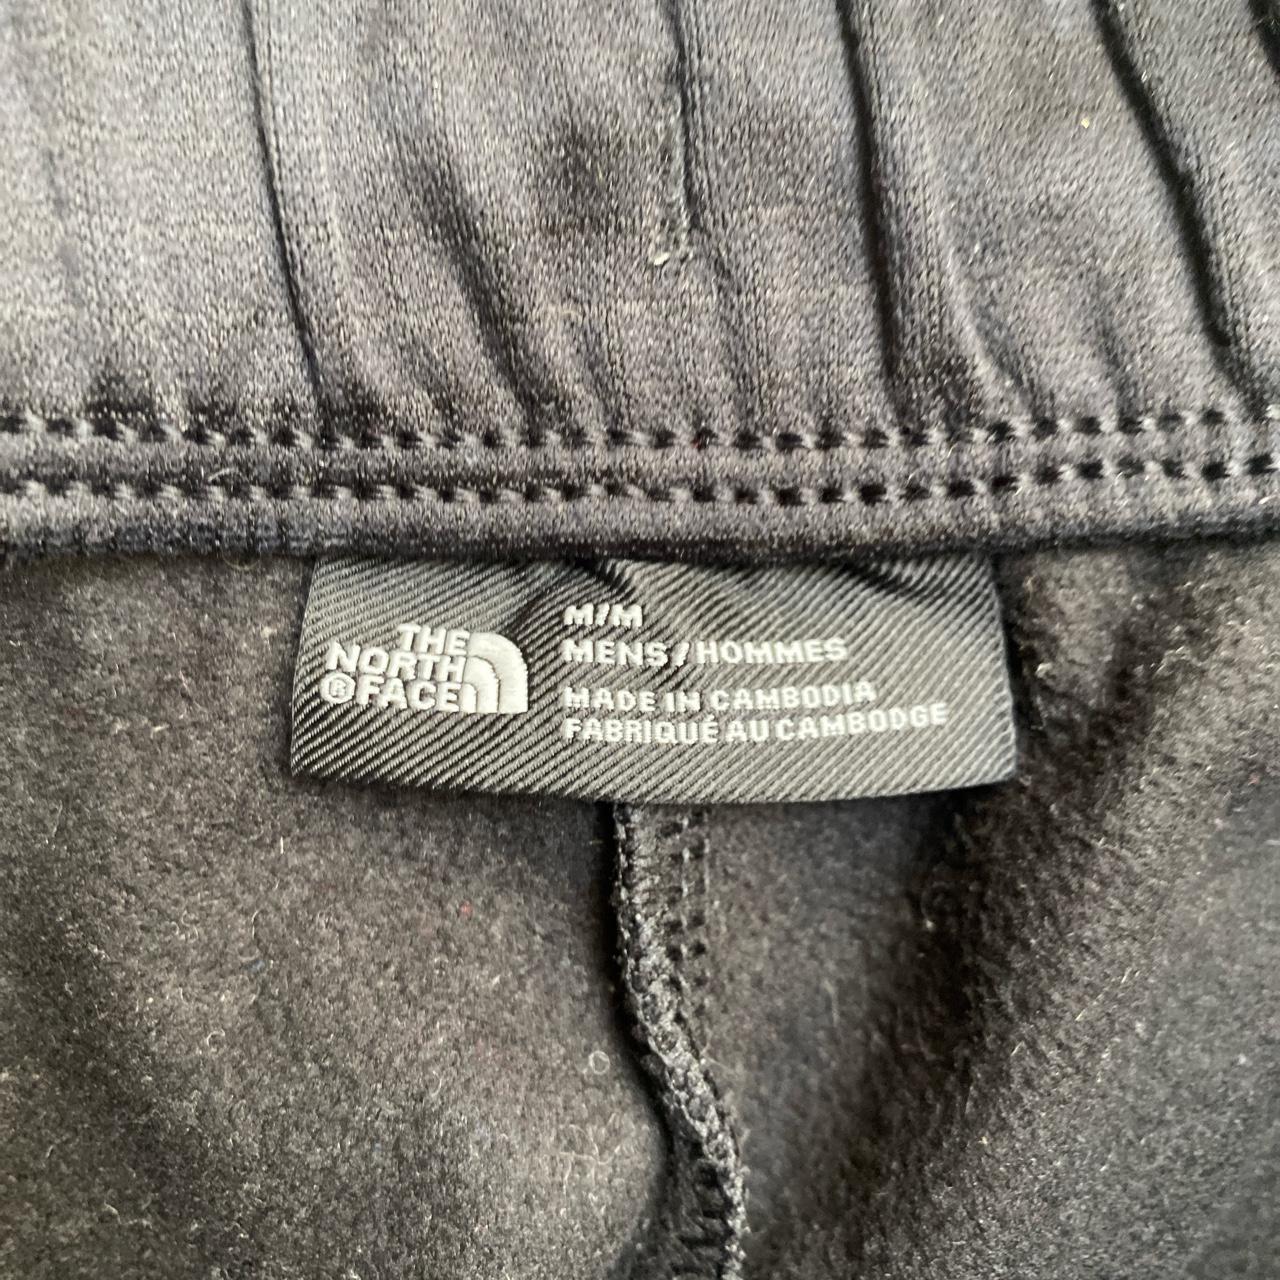 THE
NORTH
®FACE
M/M
MENS/HOMMES
MADE IN CAMBODIA
FABRIQUÉ AU CAMBODGE